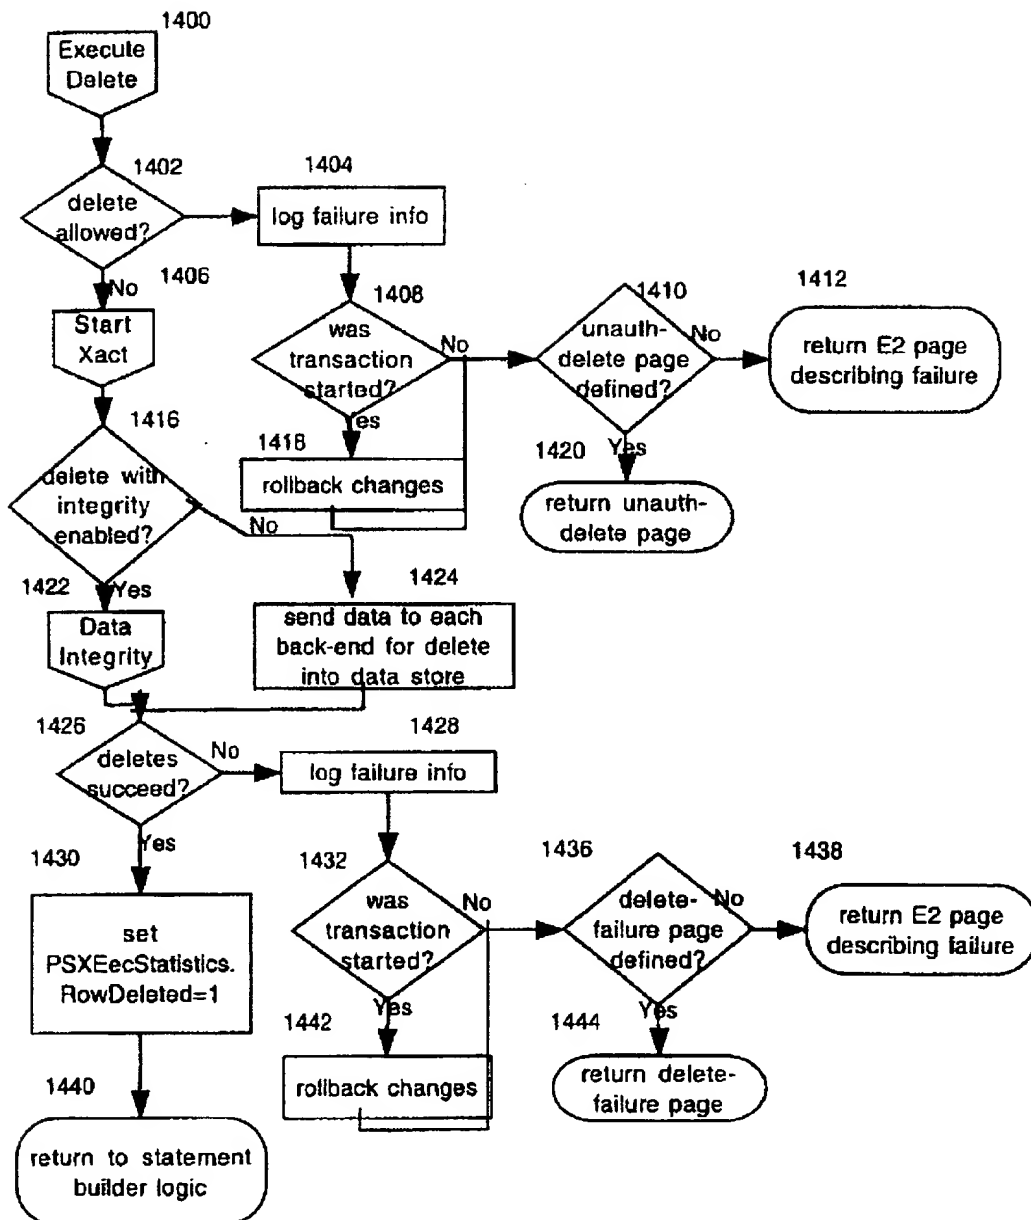 1400
Execute
Delete
1402
delete
allowed?
1404
log failure info
No
1406
Start
Xact
1408
was
transaction
started?
No
Yes
1410
unauth-
delete page
defined?
No
Yes
1412
return E2 page
describing failure
1416
delete with
integrity
enabled?
No
Yes
1418
rollback changes
1420
return unauth-
delete page
1422
Data
Integrity
1424
send data to each
back-end for delete
into data store
1426
deletes
succeed?
No
Yes
1428
log failure info
1430
set
PSXEecStatistics.
RowDeleted=1
1432
was
transaction
started?
No
Yes
1436
delete-
failure page
defined?
No
Yes
1438
return E2 page
describing failure
1442
rollback changes
1444
return delete-
failure page
1440
return to statement
builder logic